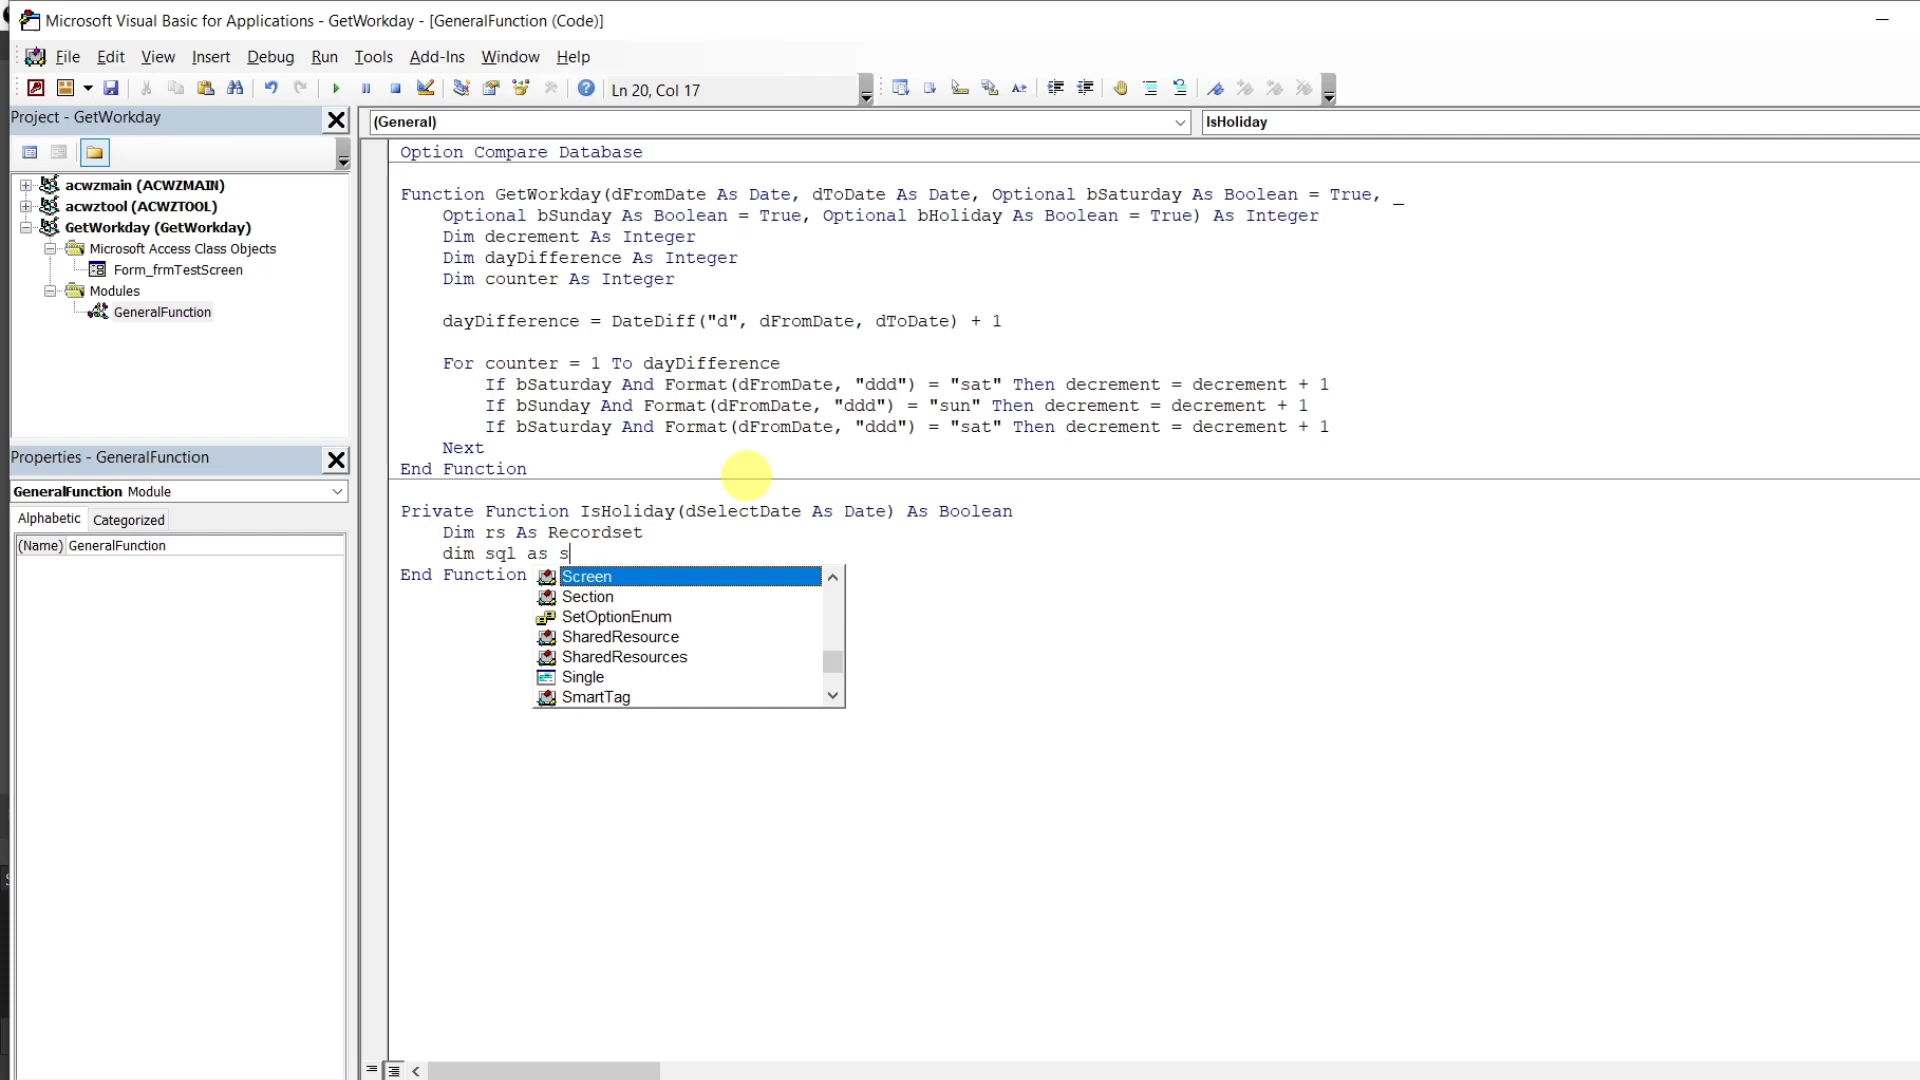 Microsoft Visual Basic for Applications - GetWorkday - [GeneralFunction (Code)]
File Edit View Insert Debug Run Tools Add-Ins Window Help
Ln 20, Col 17
Project - GetWorkday
(General)
IsHoliday
acwzmain (ACWZMAIN)
acwztool (ACWZTOOL)
GetWorkday (GetWorkday)
Microsoft Access Class Objects
Form_frmTestScreen
Modules
GeneralFunction
Properties - GeneralFunction
GeneralFunction Module
Alphabetic Categorized
(Name) GeneralFunction
Option Compare Database
Function GetWorkday(dFromDate As Date, dToDate As Date, Optional bSaturday As Boolean = True, _
Optional bSunday As Boolean = True, Optional bHoliday As Boolean = True) As Integer
Dim decrement As Integer
Dim dayDifference As Integer
Dim counter As Integer
dayDifference = DateDiff("d", dFromDate, dToDate) + 1
For counter = 1 To dayDifference
If bSaturday And Format(dFromDate, "ddd") = "sat" Then decrement = decrement + 1
If bSunday And Format(dFromDate, "ddd") = "sun" Then decrement = decrement + 1
If bSaturday And Format(dFromDate, "ddd") = "sat" Then decrement = decrement + 1
Next
End Function
Private Function IsHoliday(dSelectDate As Date) As Boolean
Dim rs As Recordset
dim sql as s
End Function
Screen
Section
SetOptionEnum
SharedResource
SharedResources
Single
SmartTag